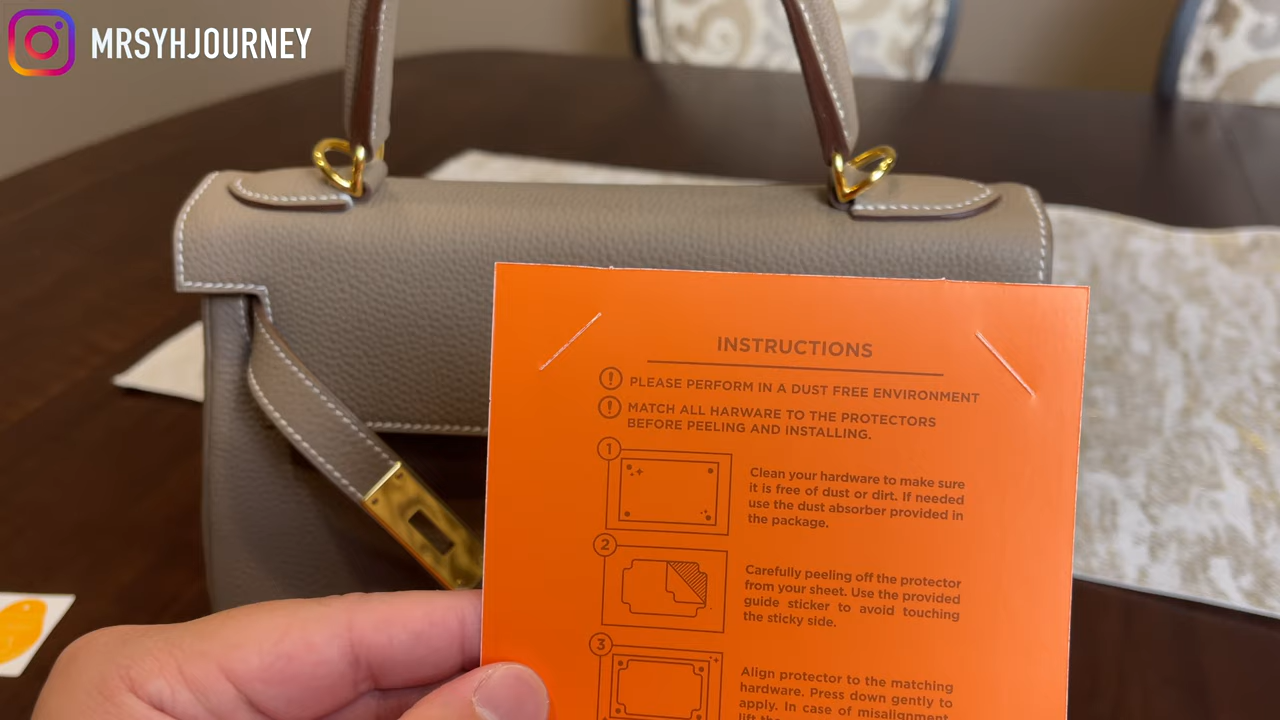 MRSYHJOURNEY
INSTRUCTIONS
PLEASE PERFORM IN A DUST FREE ENVIRONMENT
MATCH ALL HARWARE TO THE PROTECTORS
BEFORE PEELING AND INSTALLING.
1
Clean your hardware to make sure
it is free of dust or dirt. If needed
use the dust absorber provided in
the package.
2
Carefully peeling off the protector
from your sheet. Use the provided
guide sticker to avoid touching
the sticky side.
3
Align protector to the matching
hardware. Press down gently to
apply. In case of misalignment